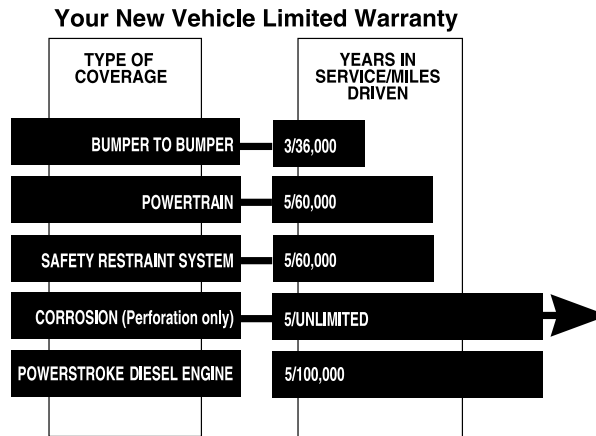 Your New Vehicle Limited Warranty
TYPE OF
COVERAGE
YEARS IN
SERVICE/MILES
DRIVEN
BUMPER TO BUMPER
3/36,000
POWERTRAIN
5/60,000
SAFETY RESTRAINT SYSTEM
5/60,000
CORROSION (Perforation only)
5/UNLIMITED
POWERSTROKE DIESEL ENGINE
5/100,000